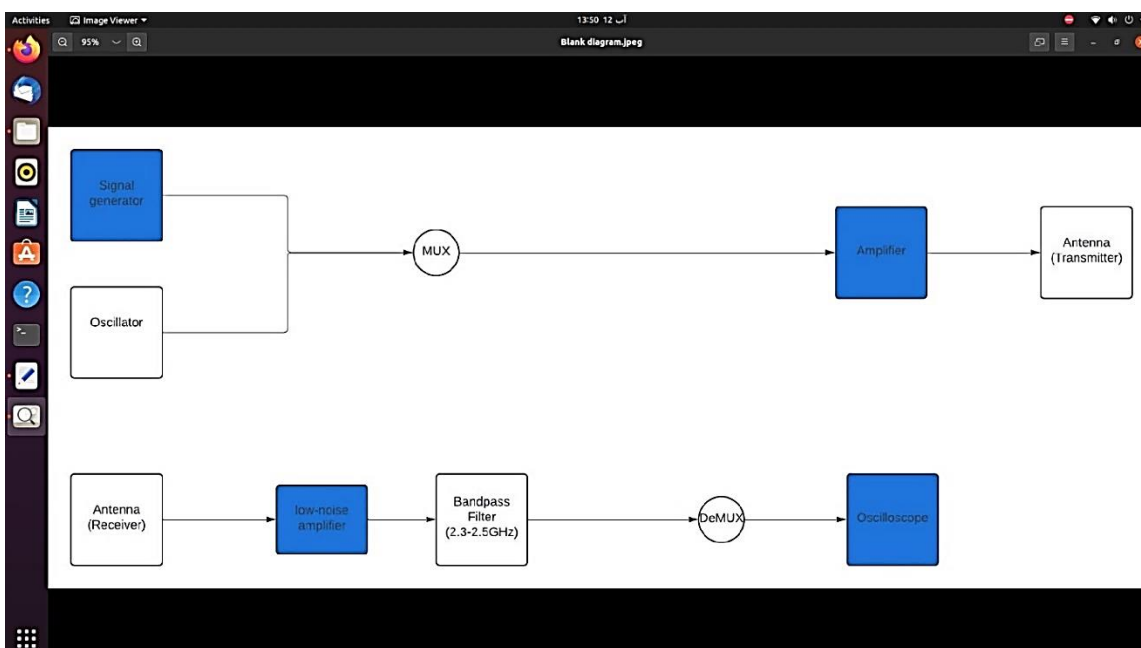 Activities
Image Viewer
13:50 12 آب
95%
Blank diagram.jpeg
Signal
generator
MUX
Amplifier
Antenna
(Transmitter)
Oscillator
Antenna
(Receiver)
low-noise
amplifier
Bandpass
Filter
(2.3-2.5GHz)
DeMUX
Oscilloscope